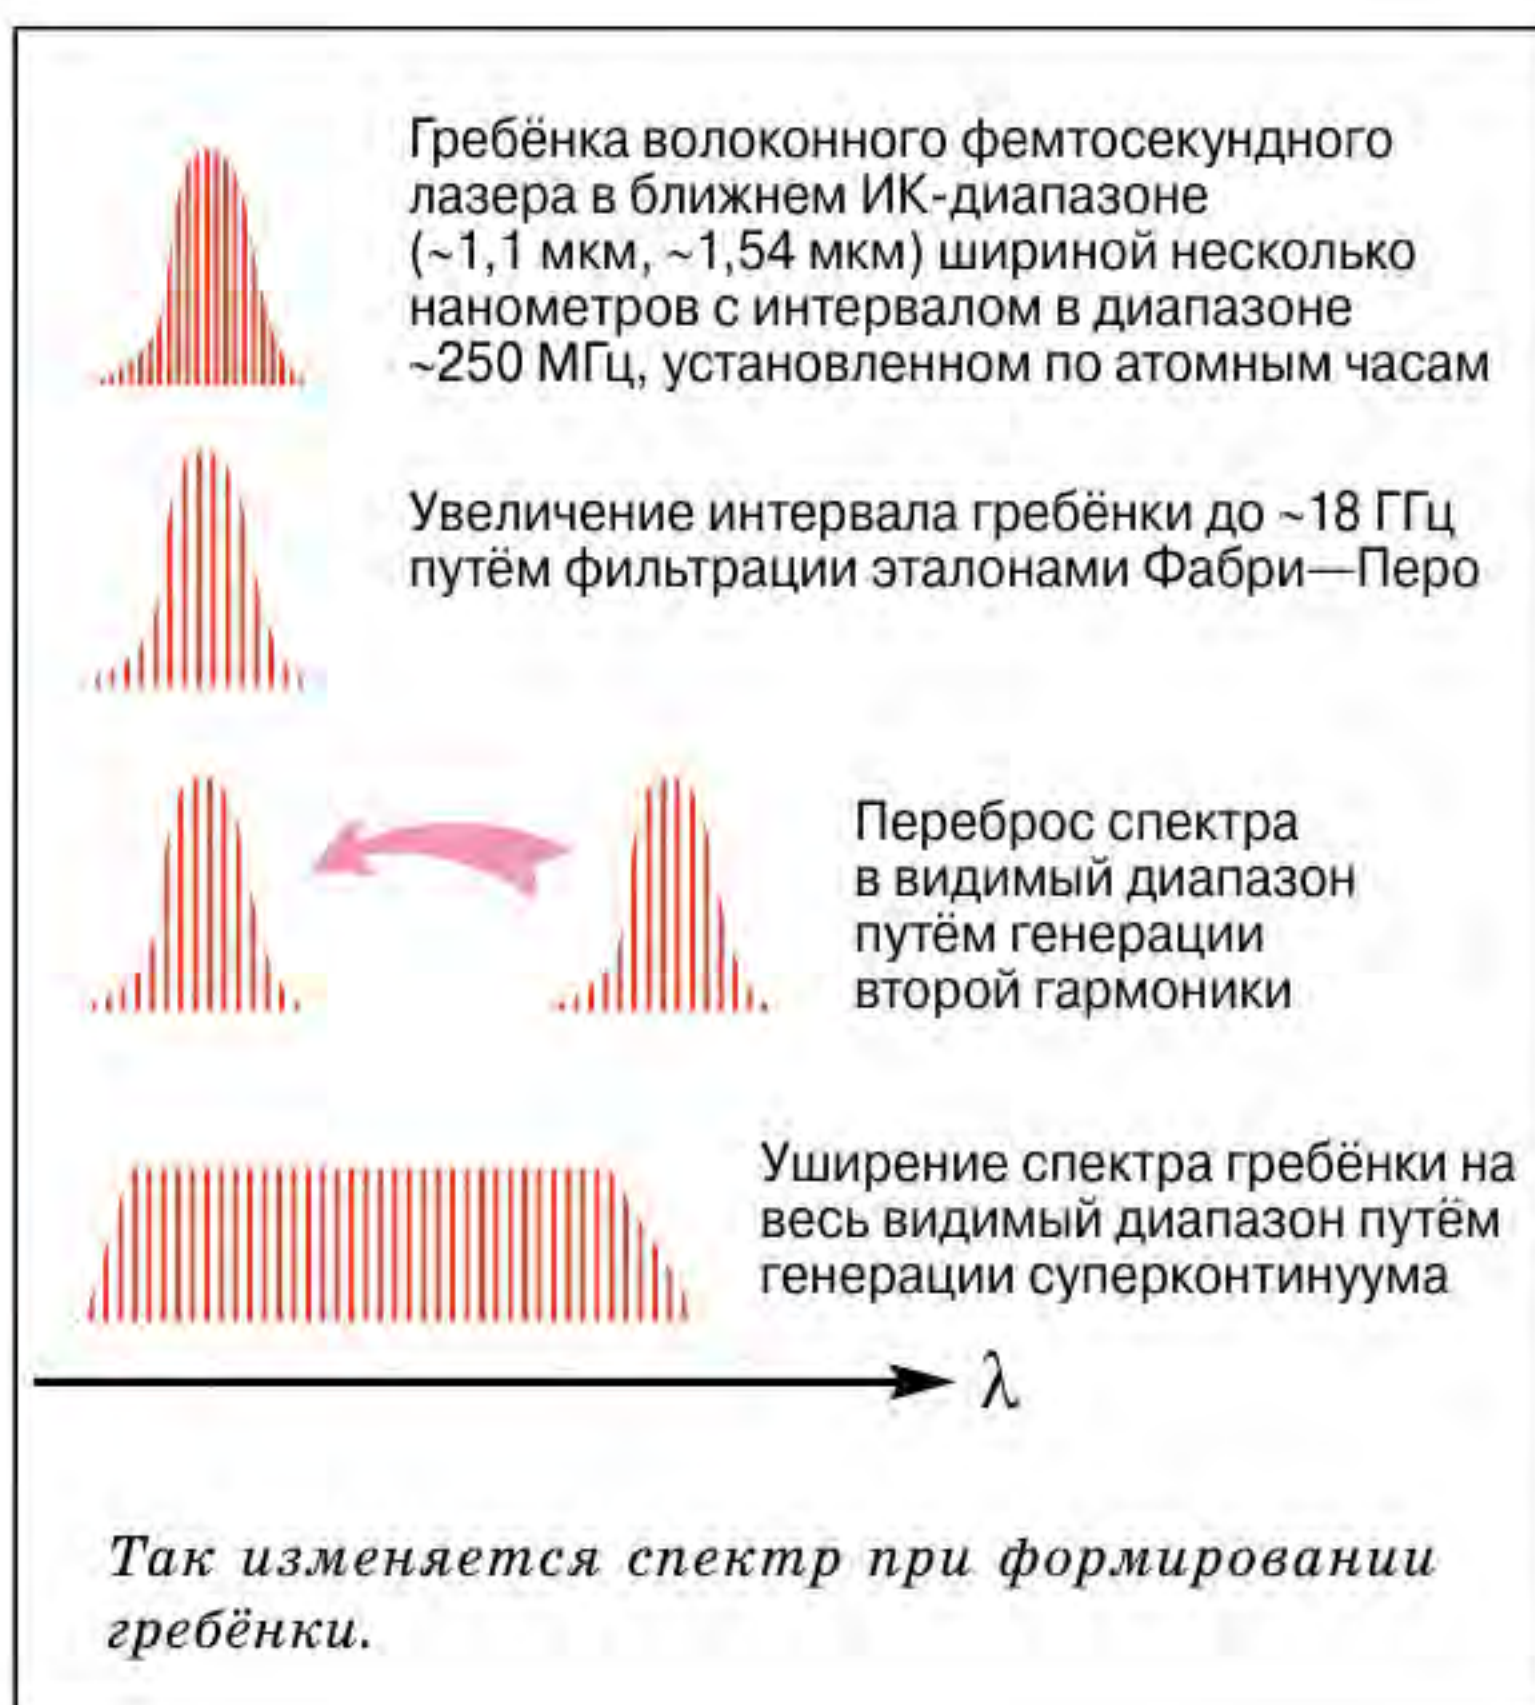 Гребёнка волоконного фемтосекундного
лазера в ближнем ИК-диапазоне
(~1,1 мкм, ~1,54 мкм) шириной несколько
нанометров с интервалом в диапазоне
~250 МГц, установленном по атомным часам
Увеличение интервала гребёнки до ~18 ГГц
путём фильтрации эталонами Фабри—Перо
Переброс спектра
в видимый диапазон
путём генерации
второй гармоники
Уширение спектра гребёнки на
весь видимый диапазон путём
генерации суперконтинуума
λ
Так изменяется спектр при формировании
гребёнки.